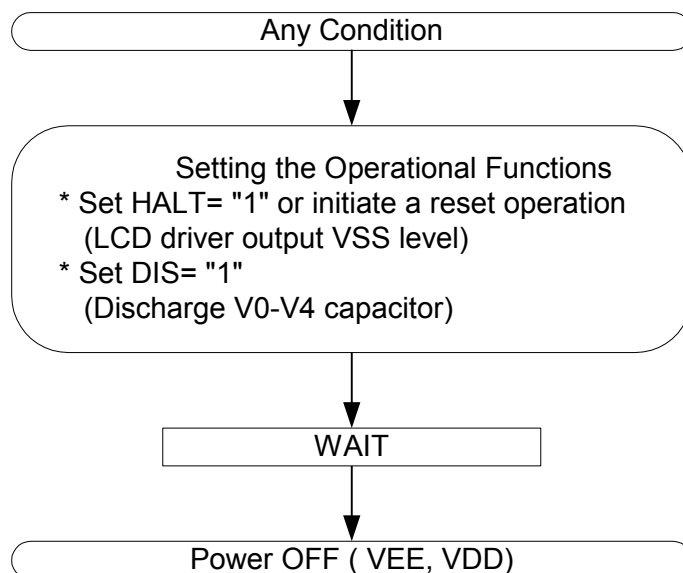 Any Condition
Setting the Operational Functions
* Set HALT= "1" or initiate a reset operation
(LCD driver output VSS level)
* Set DIS= "1"
(Discharge V0-V4 capacitor)
WAIT
Power OFF ( VEE, VDD)